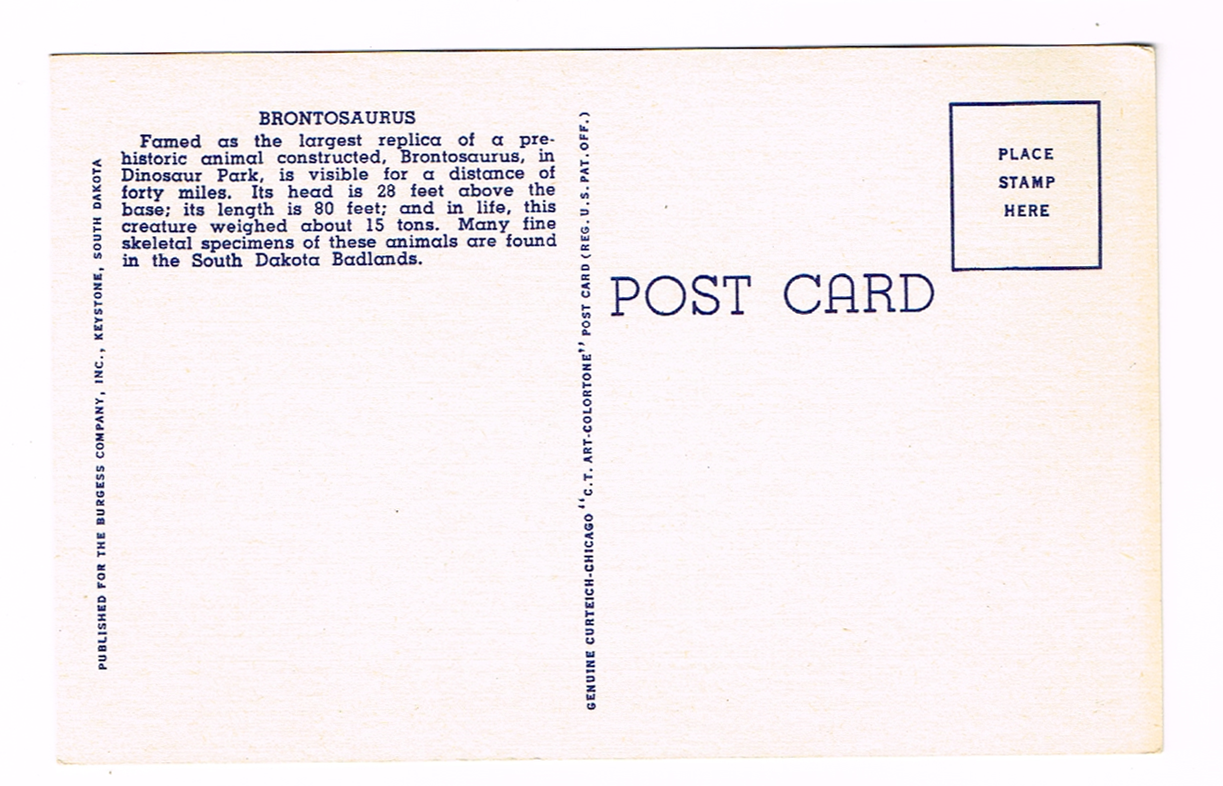 BRONTOSAURUS
Famed as the largest replica of a pre-
historic animal constructed, Brontosaurus, in
Dinosaur Park, is visible for a distance of
forty miles. Its head is 28 feet above the
base; its length is 80 feet; and in life, this
creature weighed about 15 tons. Many fine
skeletal specimens of these animals are found
in the South Dakota Badlands.
PUBLISHED FOR THE BURGESS COMPANY, INC., KEYSTONE, SOUTH DAKOTA
GENUINE CURTEICH-CHICAGO "C.T. ART-COLORTONE" POST CARD (REG. U.S. PAT. OFF.)
POST CARD
PLACE
STAMP
HERE